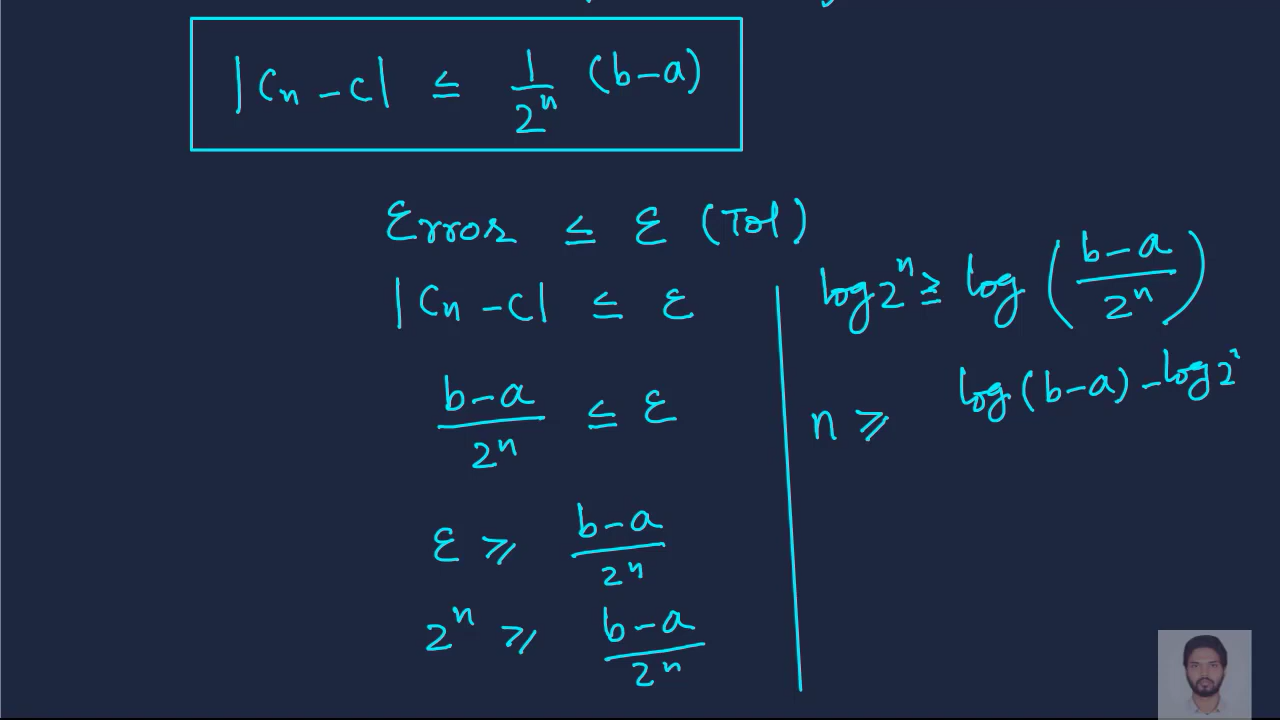 |Cn - c| ≤ 1/2^n (b-a)
Error ≤ ε (Tol)
|Cn - c| ≤ ε
(b-a)/2^n ≤ ε
ε ≥ (b-a)/2^n
2^n ≥ (b-a)/2^n
log 2^n ≥ log ((b-a)/2^n)
n ≥ log(b-a) - log 2